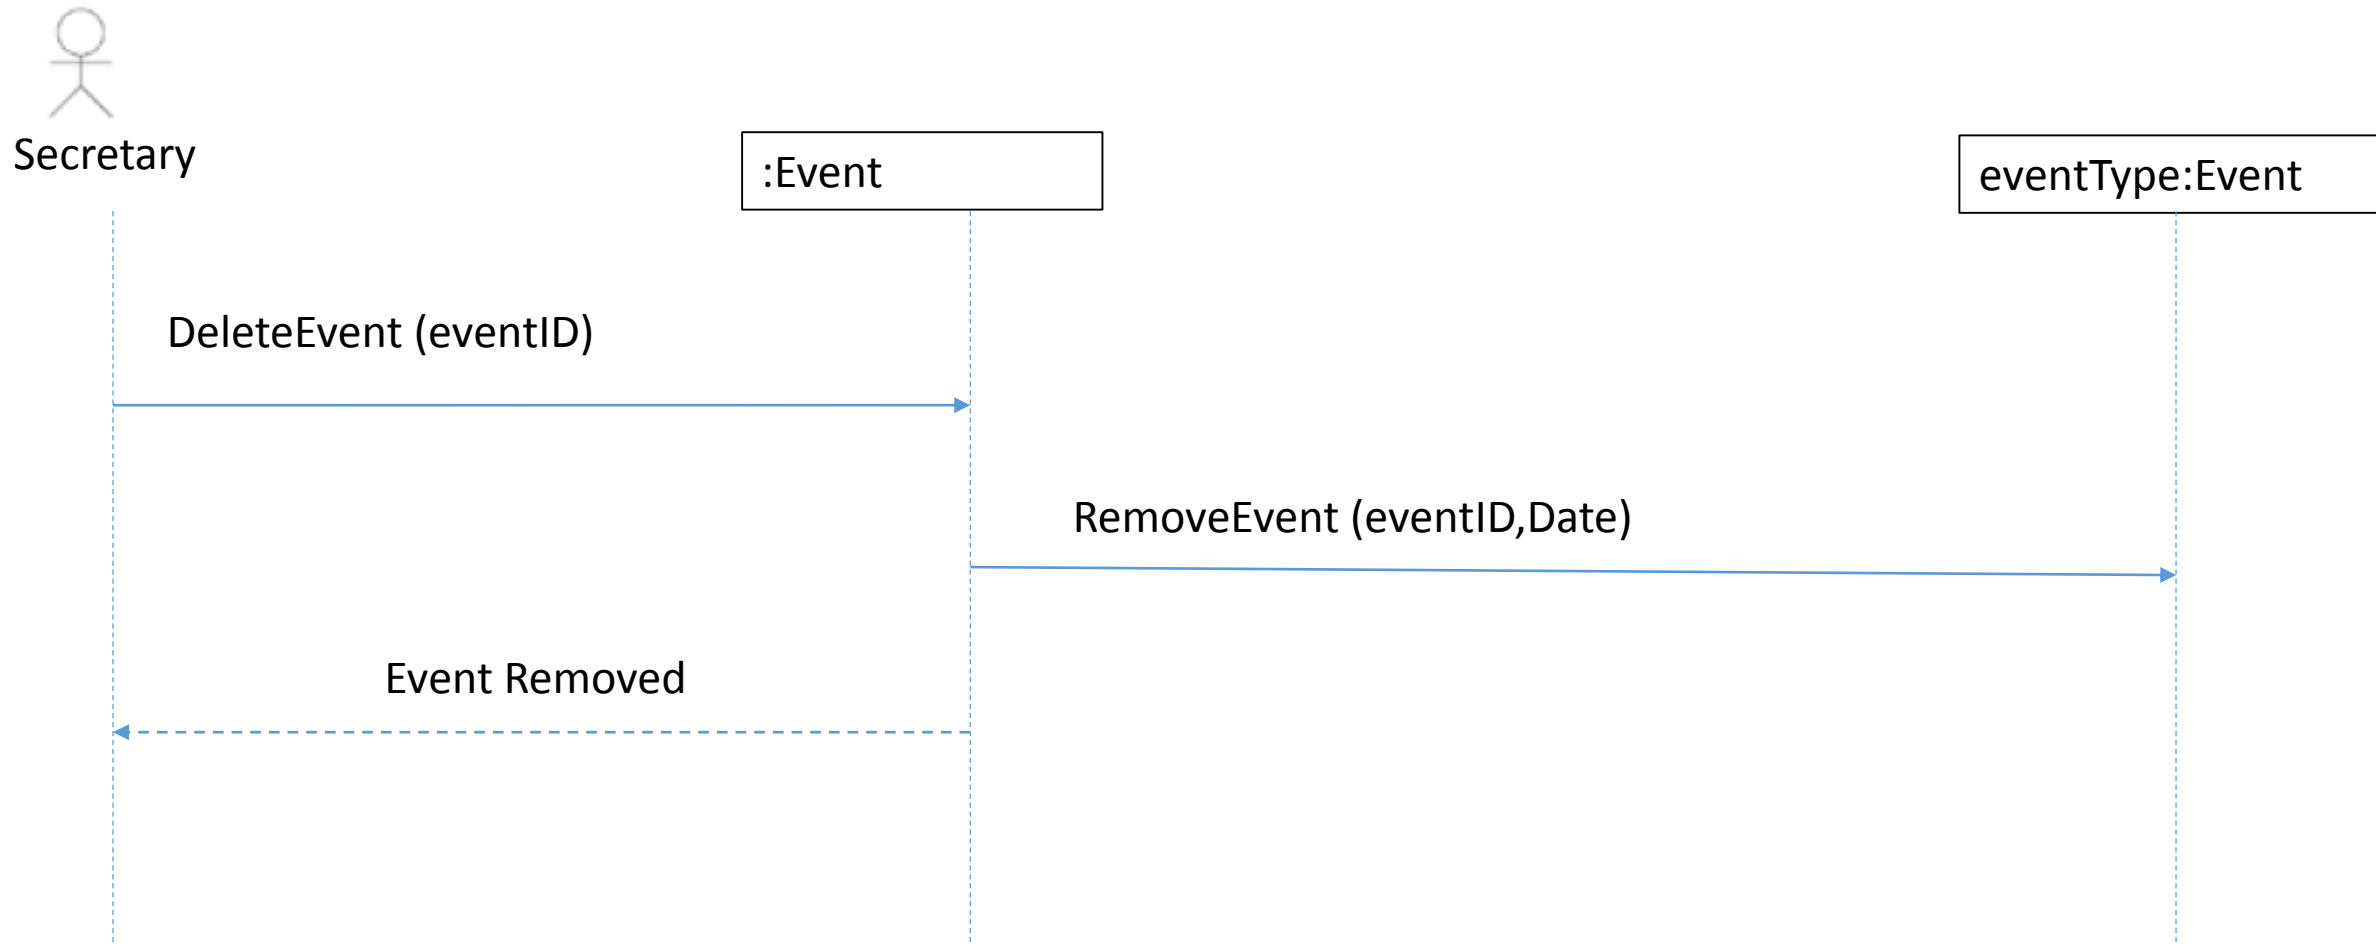 Secretary
:Event
eventType:Event
DeleteEvent (eventID)
RemoveEvent (eventID,Date)
Event Removed